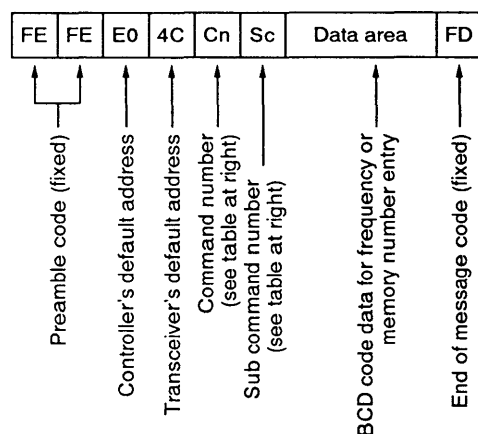 FE FE E0 4C Cn Sc Data area FD
Preamble code (fixed)
Controller's default address
Transceiver's default address
Command number
(see table at right)
Sub command number
(see table at right)
BCD code data for frequency or
memory number entry
End of message code (fixed)